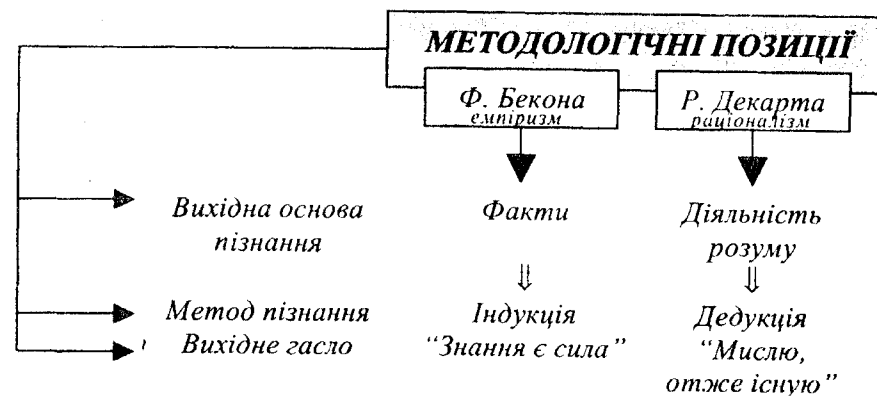 МЕТОДОЛОГІЧНІ ПОЗИЦІЇ
Ф. Бекона
емпіризм
Р. Декарта
раціоналізм
Вихідна основа
пізнання
Факти
Діяльність
розуму
Метод пізнання
Індукція
Дедукція
Вихідне гасло
“Знання є сила”
“Мислю,
отже існую”